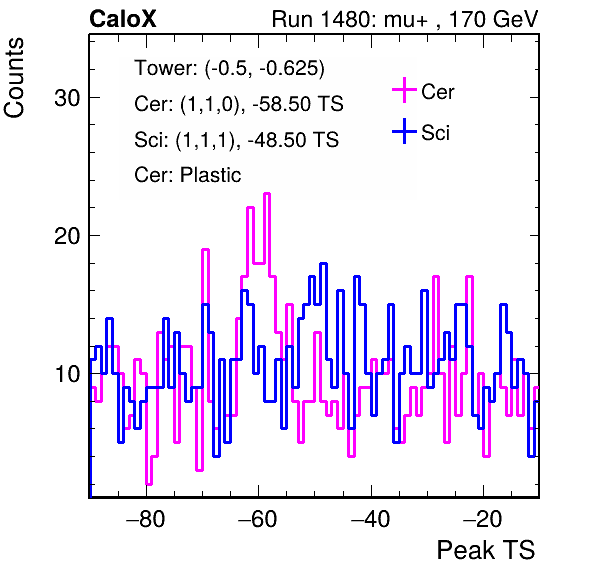 CaloX Run 1480: mu+ , 170 GeV
Counts
Tower: (-0.5, -0.625)
Cer: (1,1,0), -58.50 TS
Sci: (1,1,1), -48.50 TS
Cer: Plastic
Cer
Sci
30
20
10
−80 −60 −40 −20
Peak TS